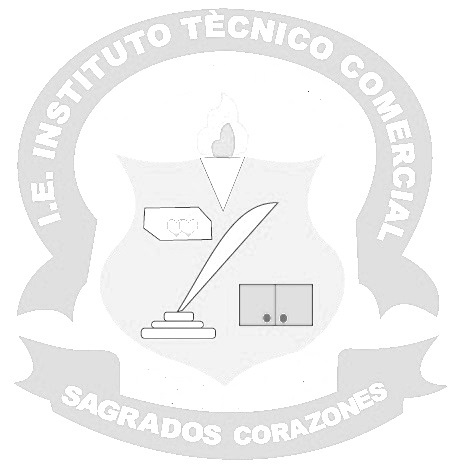 I.E. INSTITUTO TÈCNICO COMERCIAL
SAGRADOS CORAZONES